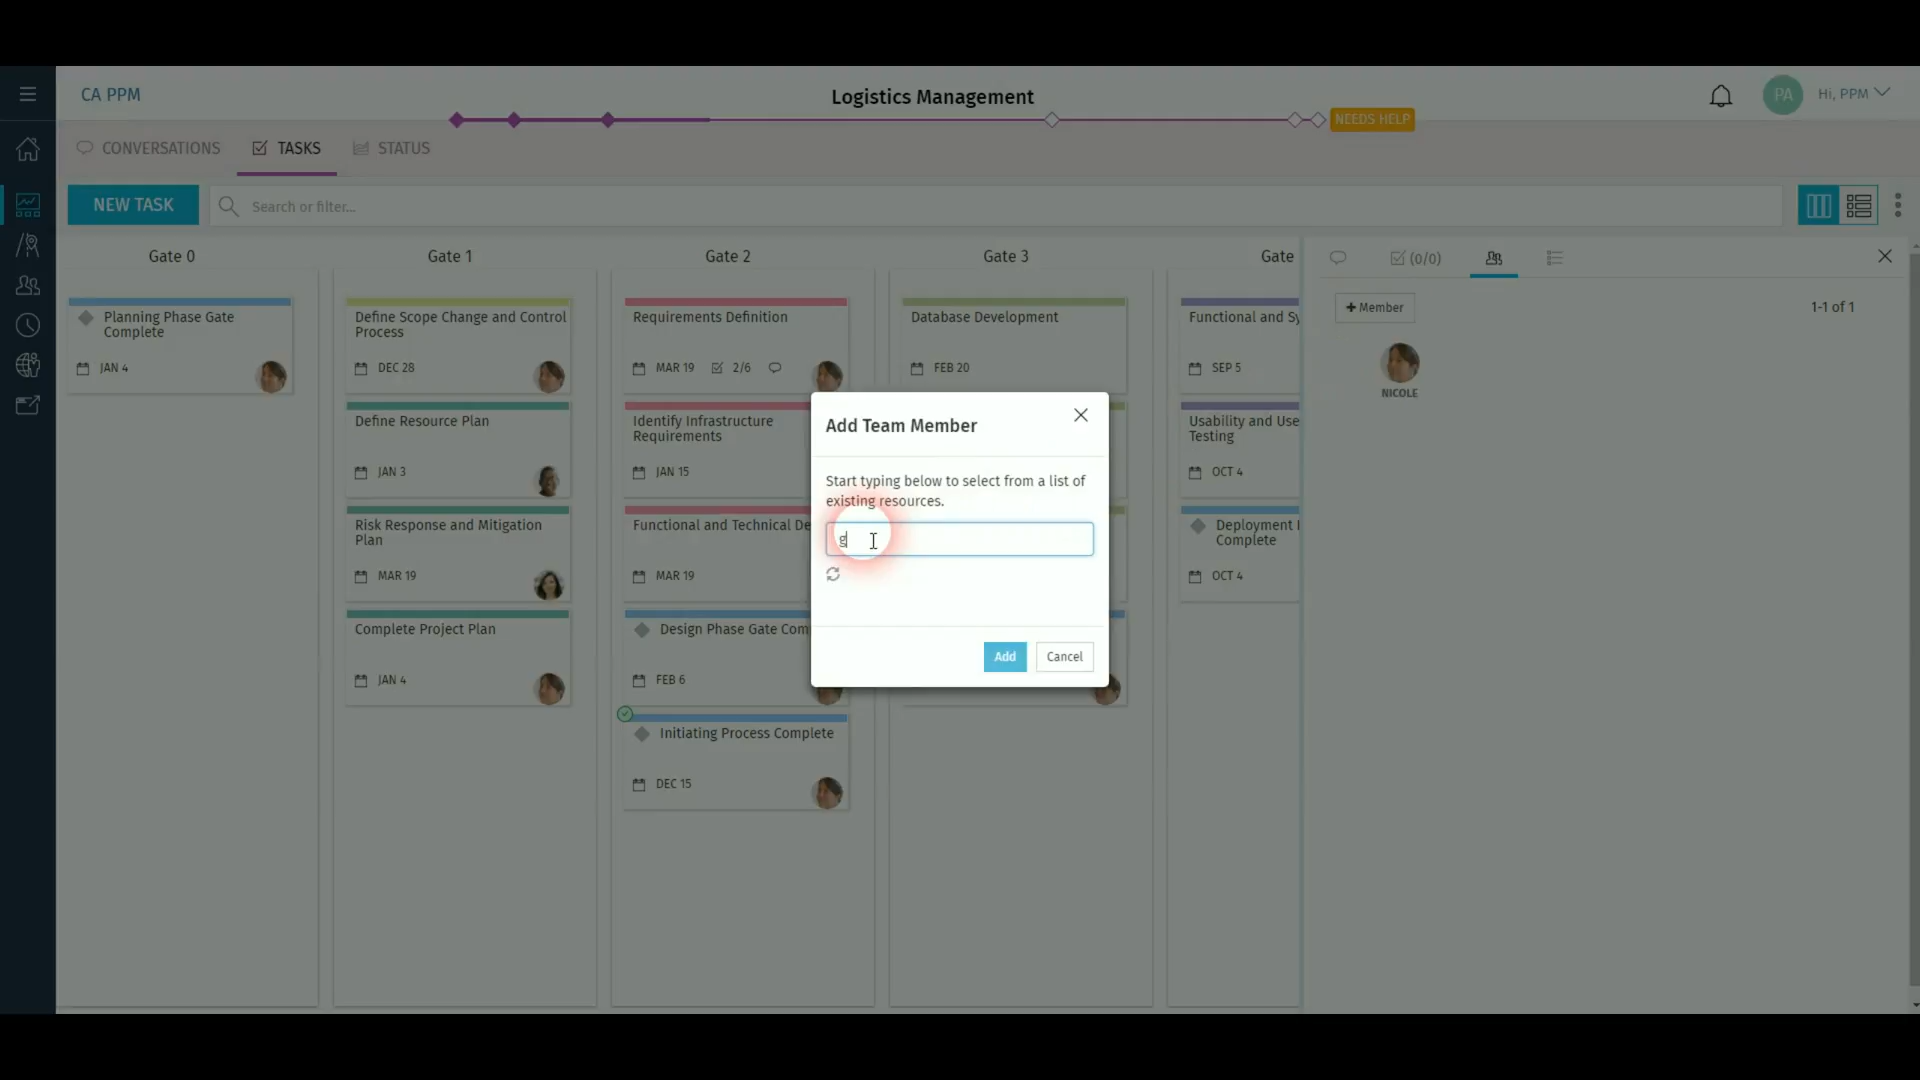 CA PPM
Logistics Management
PA
Hi, PPM
NEEDS HELP
CONVERSATIONS
TASKS
STATUS
NEW TASK
Search or filter...
Gate 0
Gate 1
Gate 2
Gate 3
Gate
(0/0)
Member
1-1 of 1
NICOLE
Planning Phase Gate
Complete
JAN 4
Define Scope Change and Control
Process
DEC 28
Define Resource Plan
JAN 3
Risk Response and Mitigation
Plan
MAR 19
Complete Project Plan
JAN 4
Requirements Definition
MAR 19
2/6
Identify Infrastructure
Requirements
JAN 15
Functional and Technical De
MAR 19
Design Phase Gate Com
FEB 6
Initiating Process Complete
DEC 15
Database Development
FEB 20
Functional and Sy
SEP 5
Usability and Use
Testing
OCT 4
Deployment
Complete
OCT 4
Add Team Member
Start typing below to select from a list of
existing resources.
g
Add
Cancel